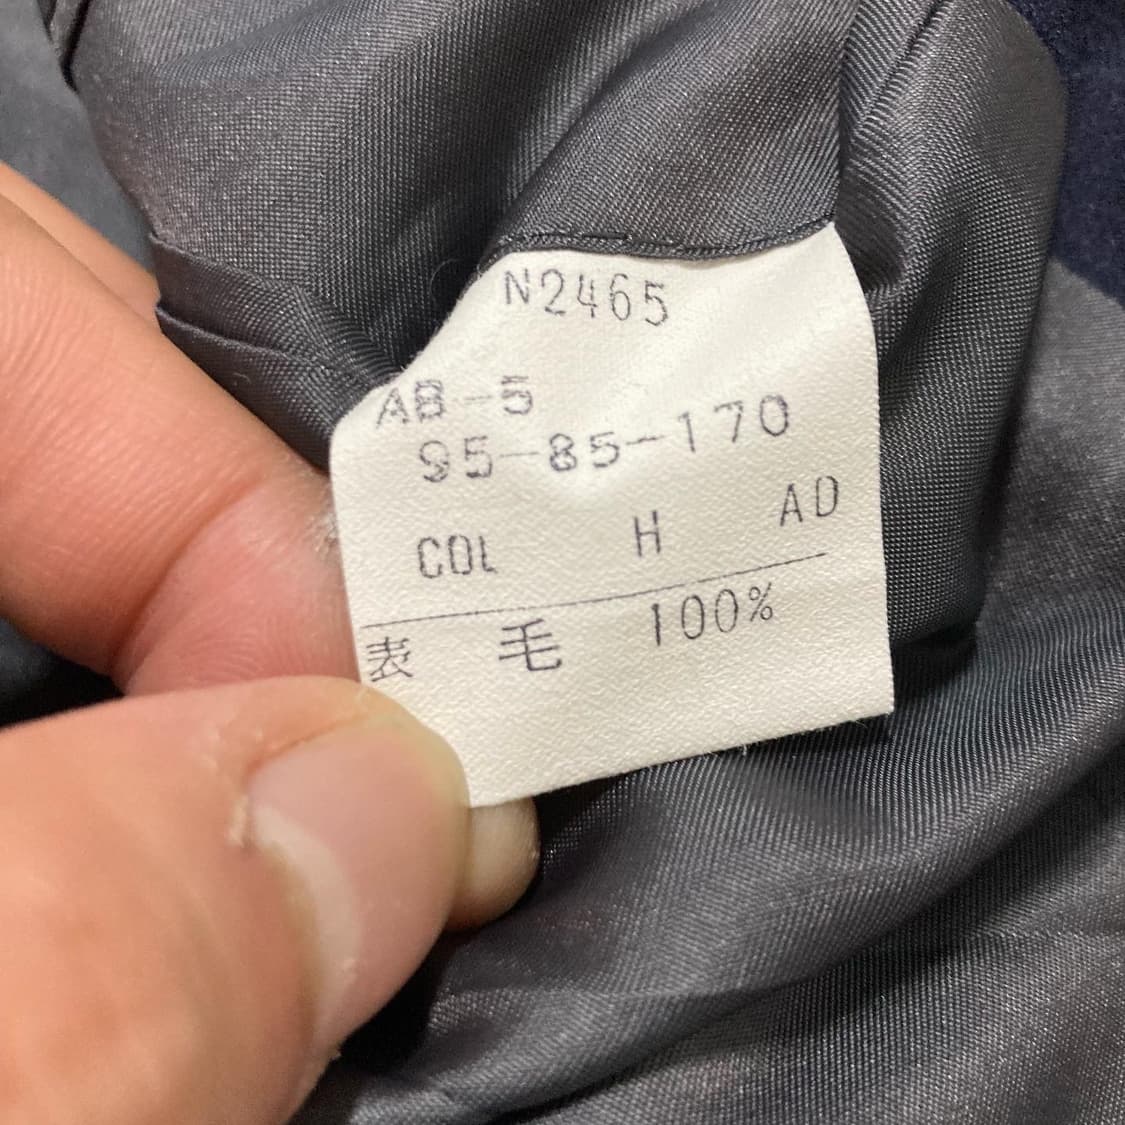 N2465
AB-5
95-85-170
COL H AD
表 毛 100%